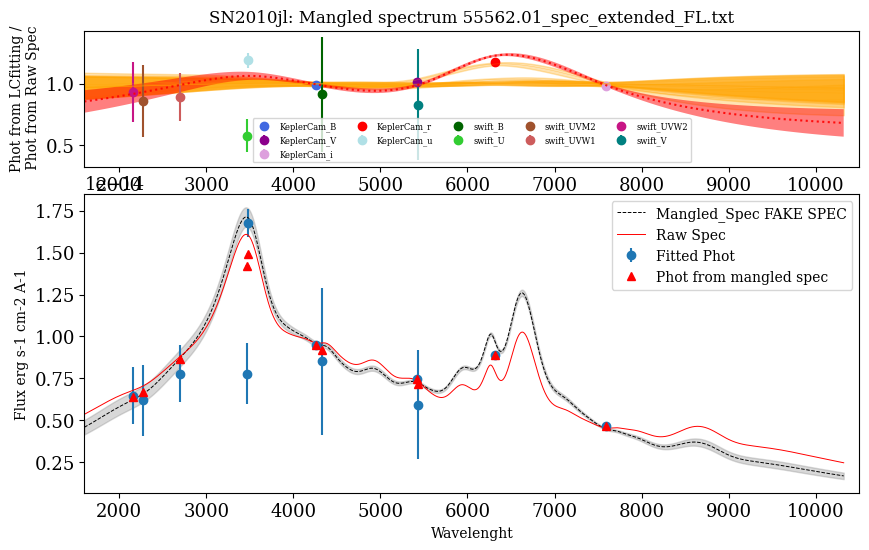 SN2010jl: Mangled spectrum 55562.01_spec_extended_FL.txt
Phot from LCfitting /
Phot from Raw Spec
1.0
0.5
KeplerCam_B KeplerCam_r swift_B swift_UVM2 swift_UVW2
KeplerCam_V KeplerCam_u swift_U swift_UVW1 swift_V
KeplerCam_i
2000 3000 4000 5000 6000 7000 8000 9000 10000
1e−14
Flux erg s-1 cm-2 A-1
1.75
1.50
1.25
1.00
0.75
0.50
0.25
Mangled_Spec FAKE SPEC
Raw Spec
Fitted Phot
Phot from mangled spec
2000 3000 4000 5000 6000 7000 8000 9000 10000
Wavelenght